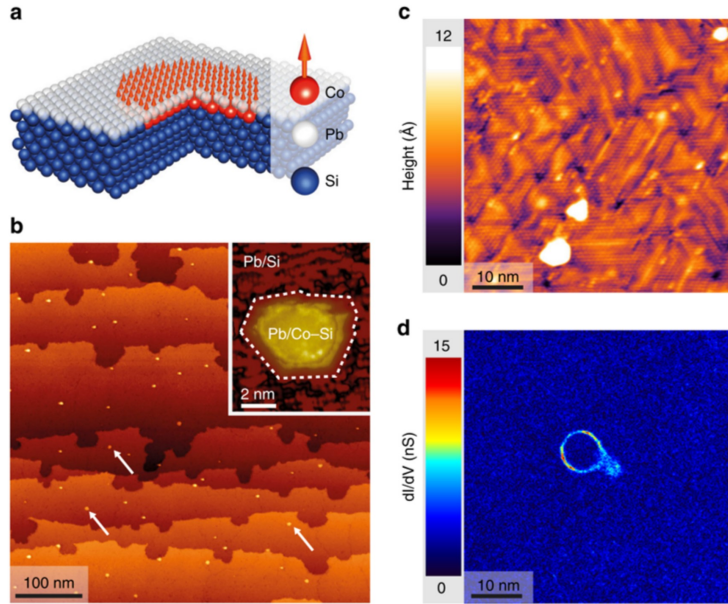 a
Co
Pb
Si
b
Pb/Si
Pb/Co–Si
2 nm
100 nm
c
12
Height (Å)
0
10 nm
d
15
dI/dV (nS)
0
10 nm